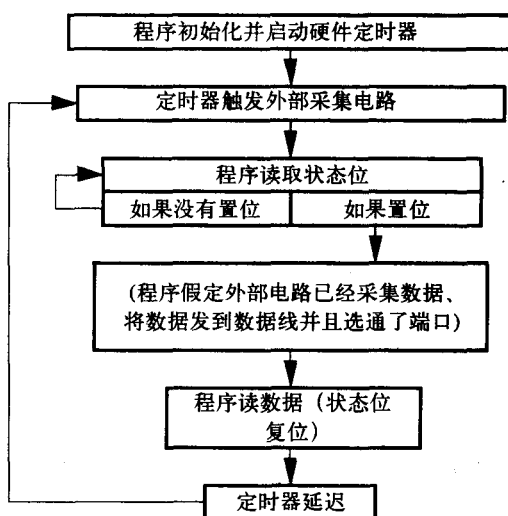 程序初始化并启动硬件定时器
定时器触发外部采集电路
程序读取状态位
如果没有置位
如果置位
(程序假定外部电路已经采集数据、
将数据发到数据线并且选通了端口)
程序读数据（状态位
复位）
定时器延迟